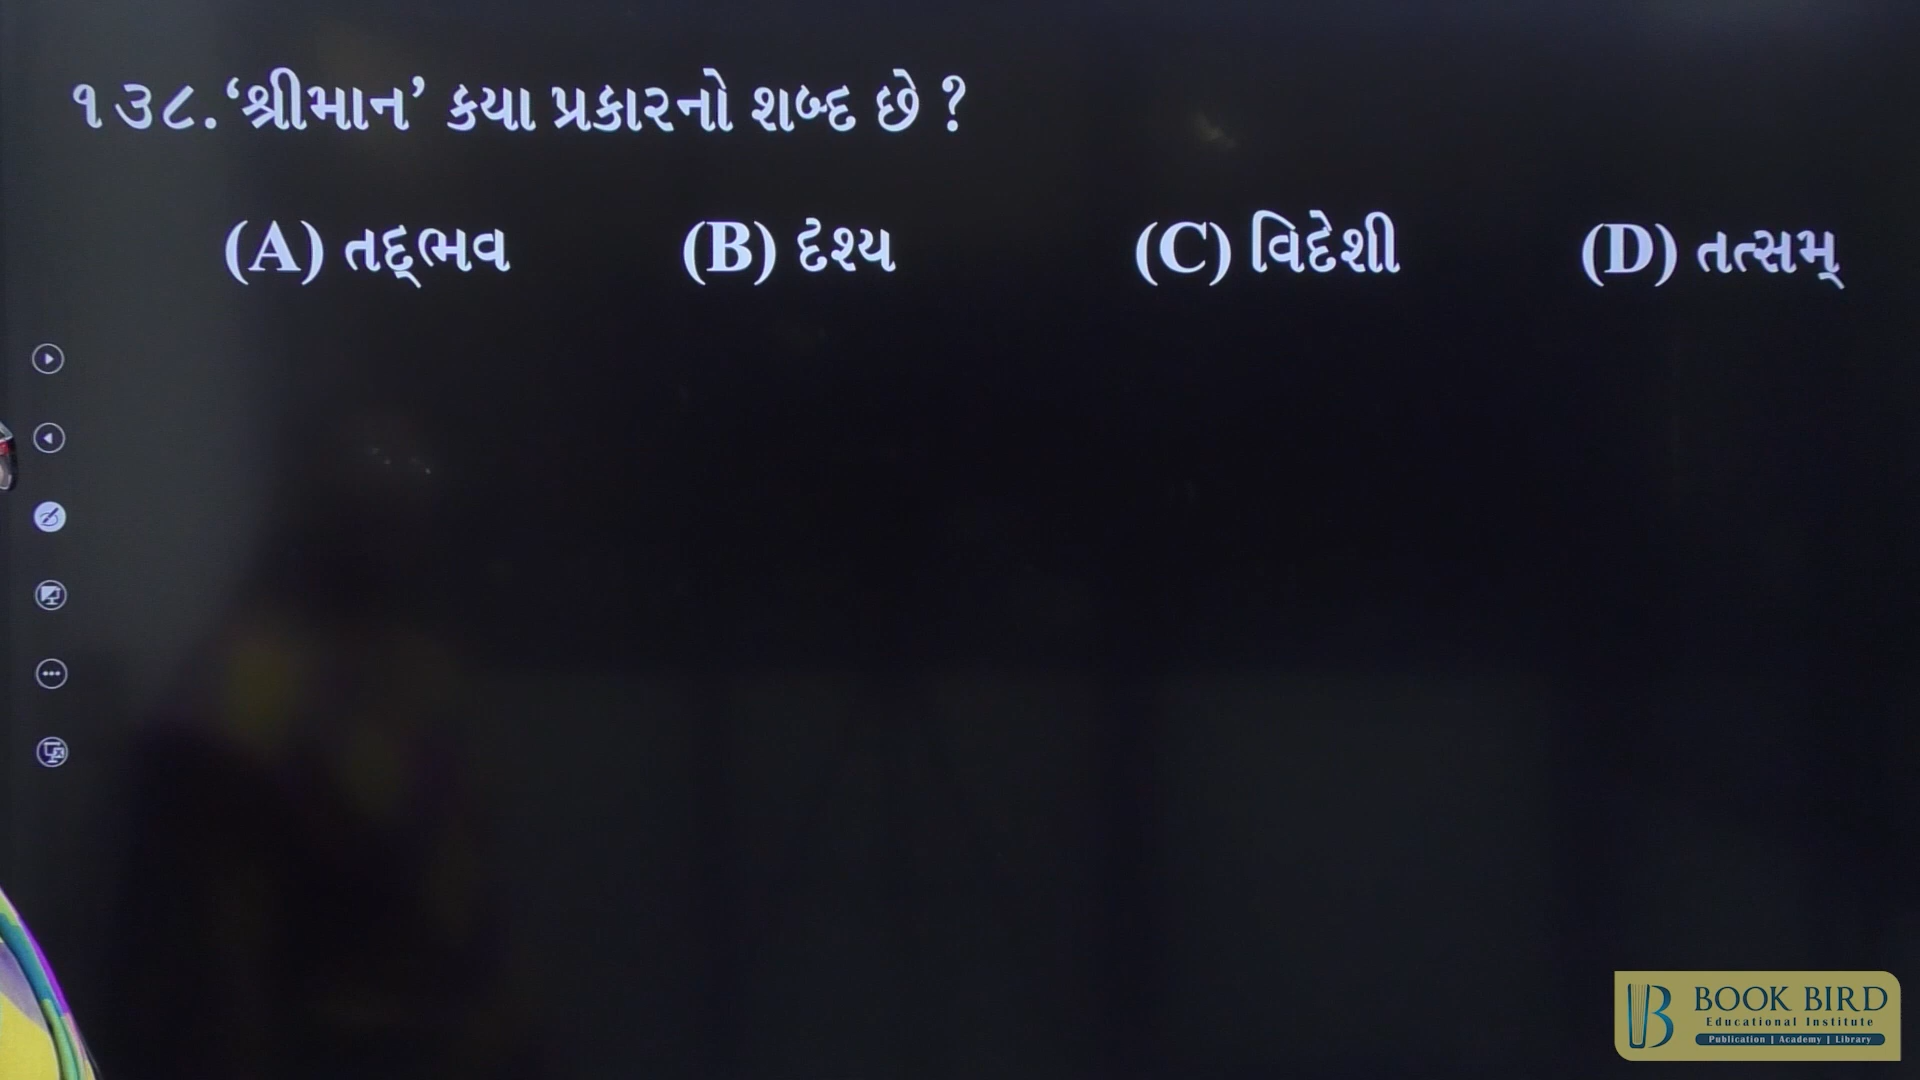 ૧૩૮. ‘શ્રીમાન’ કયા પ્રકારનો શબ્દ છે ?
(A) તદ્‌ભવ (B) દેશ્ય (C) વિદેશી (D) તત્સમ્
BOOK BIRD
Educational Institute
Publication | Academy | Library